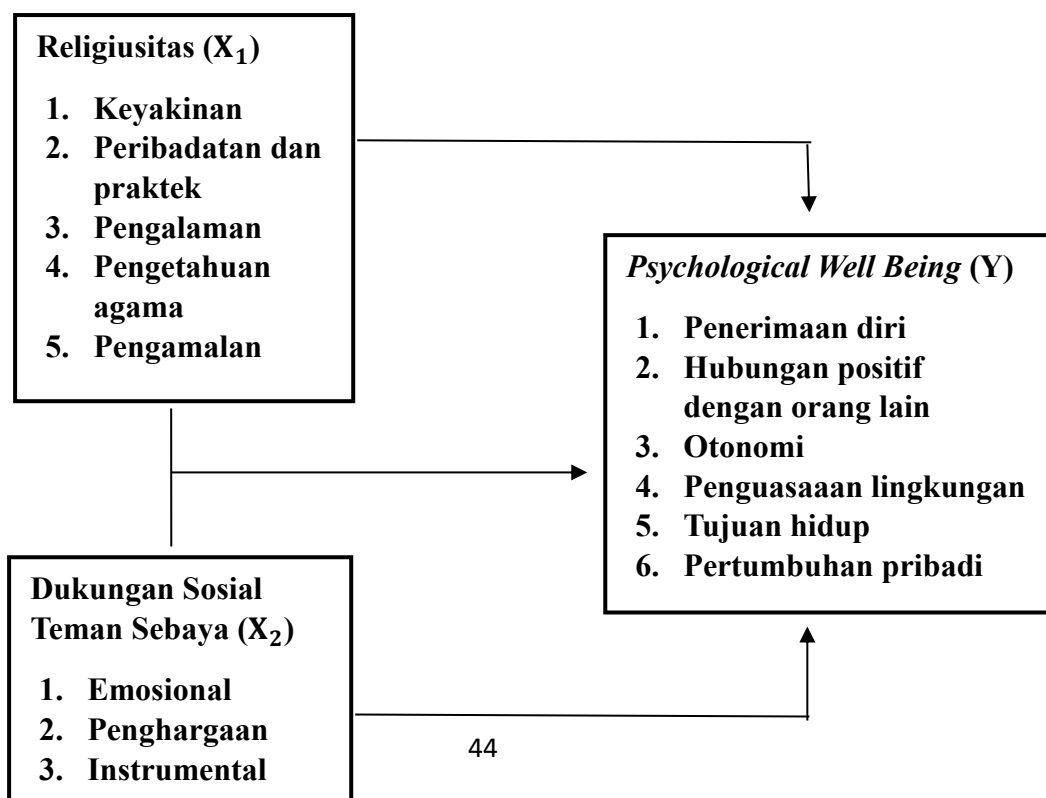 Religiusitas (X₁)
1. Keyakinan
2. Peribadatan dan
praktek
3. Pengalaman
4. Pengetahuan
agama
5. Pengamalan
Psychological Well Being (Y)
1. Penerimaan diri
2. Hubungan positif
dengan orang lain
3. Otonomi
4. Penguasaaan lingkungan
5. Tujuan hidup
6. Pertumbuhan pribadi
Dukungan Sosial
Teman Sebaya (X₂)
1. Emosional
2. Penghargaan
3. Instrumental
44